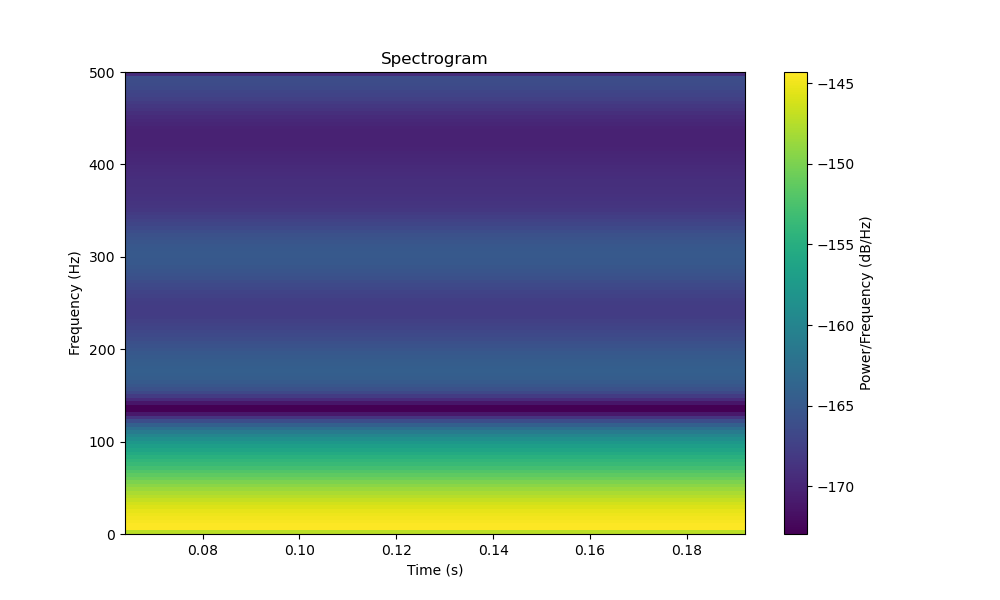 Spectrogram
500
400
300
200
100
0
Frequency (Hz)
0.08 0.10 0.12 0.14 0.16 0.18
Time (s)
−145
−150
−155
−160
−165
−170
Power/Frequency (dB/Hz)